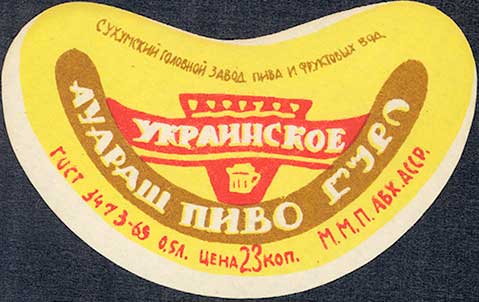 СУХУМСКИЙ ГОЛОВНОЙ ЗАВОД ПИВА И ФРУКТОВЫХ ВОД
УКРАИНСКОЕ
АУАРАШ ПИВО ლუდი
ГОСТ 3473-69 0.5Л. ЦЕНА 23 КОП. М.М.П. АБХ.АССР.